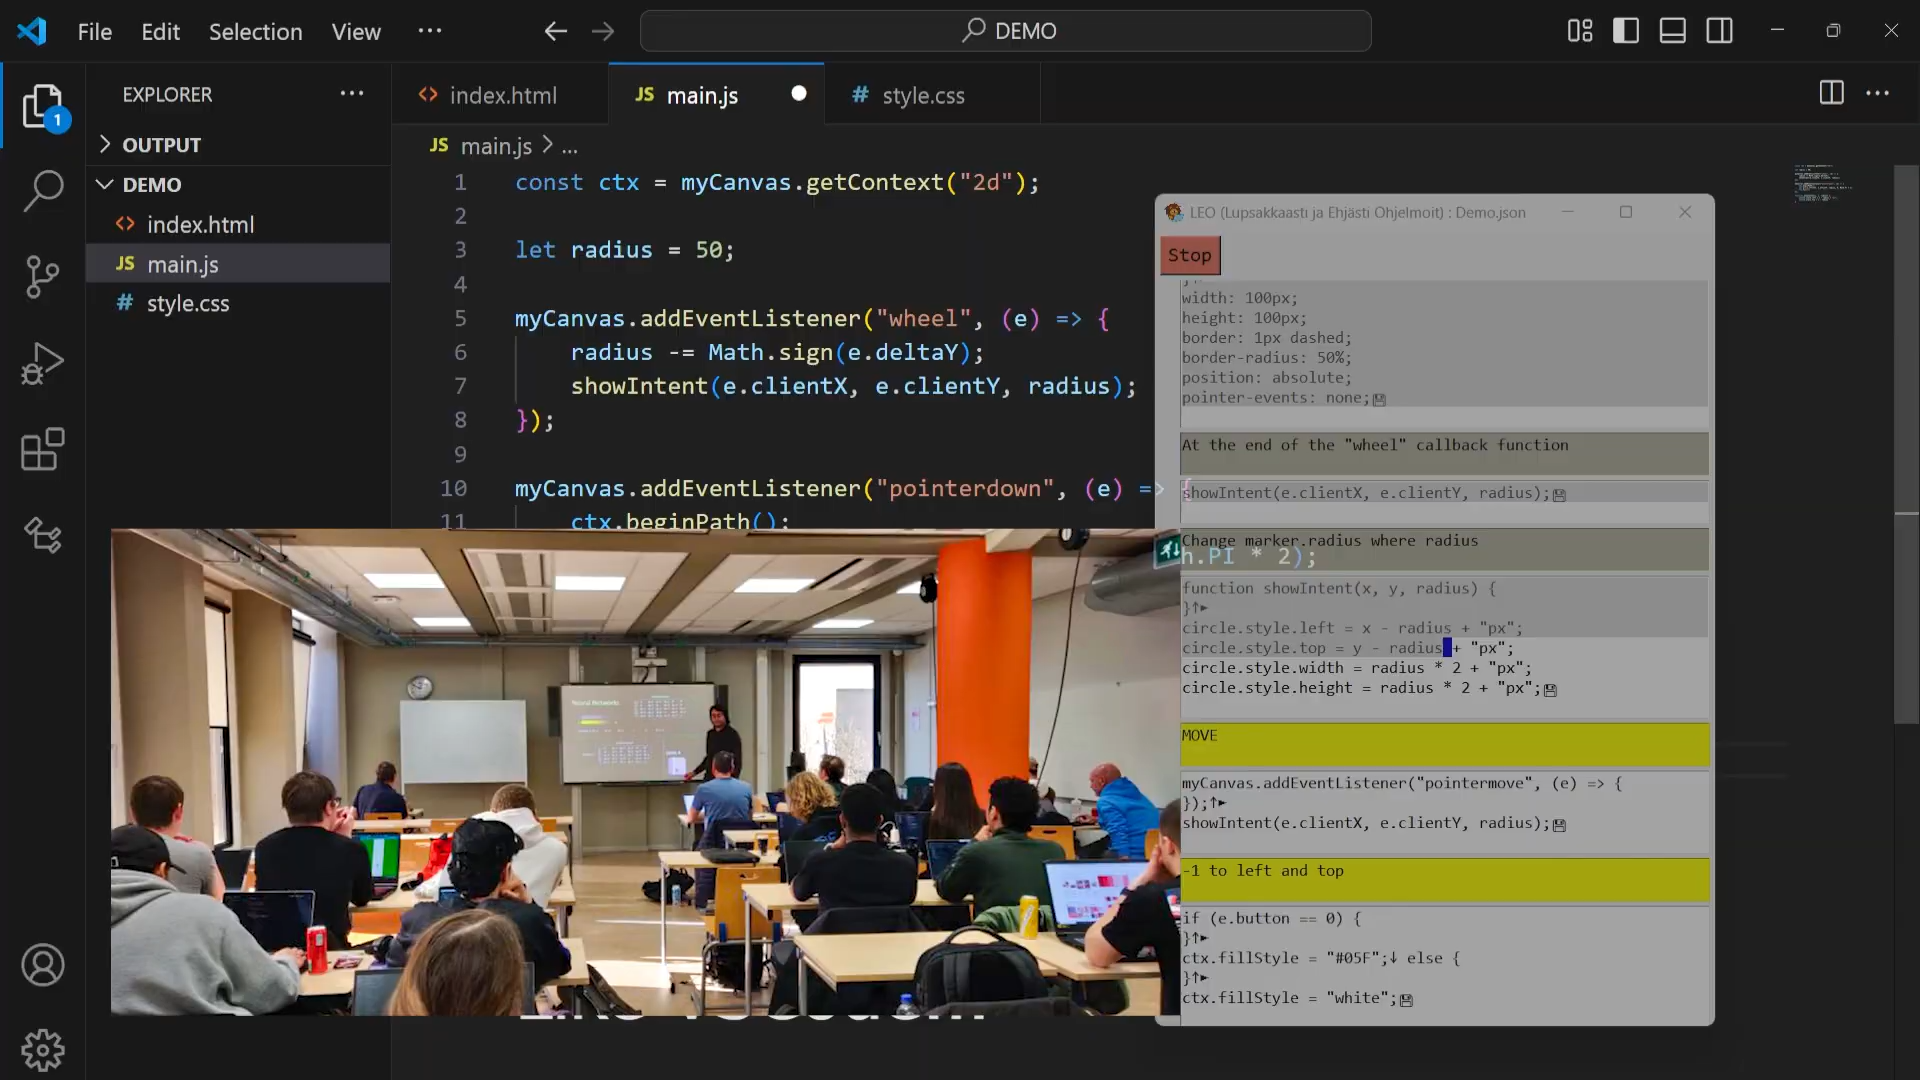 File Edit Selection View ...
DEMO
EXPLORER ...
1
OUTPUT
DEMO
index.html
JS main.js
# style.css
index.html
JS main.js
# style.css
JS main.js > ...
1 const ctx = myCanvas.getContext("2d");
2
3 let radius = 50;
4
5 myCanvas.addEventListener("wheel", (e) => {
6 radius -= Math.sign(e.deltaY);
7 showIntent(e.clientX, e.clientY, radius);
8 });
9
10 myCanvas.addEventListener("pointerdown", (e) => {
11 ctx.beginPath();
h.PI * 2);
LEO (Lupsakkaasti ja Ehjästi Ohjelmoit) : Demo.json
Stop
width: 100px;
height: 100px;
border: 1px dashed;
border-radius: 50%;
position: absolute;
pointer-events: none;
At the end of the "wheel" callback function
showIntent(e.clientX, e.clientY, radius);
Change marker.radius where radius
function showIntent(x, y, radius) {
}↑►
circle.style.left = x - radius + "px";
circle.style.top = y - radius + "px";
circle.style.width = radius * 2 + "px";
circle.style.height = radius * 2 + "px";
MOVE
myCanvas.addEventListener("pointermove", (e) => {
});↑►
showIntent(e.clientX, e.clientY, radius);
-1 to left and top
if (e.button == 0) {
}↑►
ctx.fillStyle = "#05F";↓ else {
}↑►
ctx.fillStyle = "white";
Neural Networks